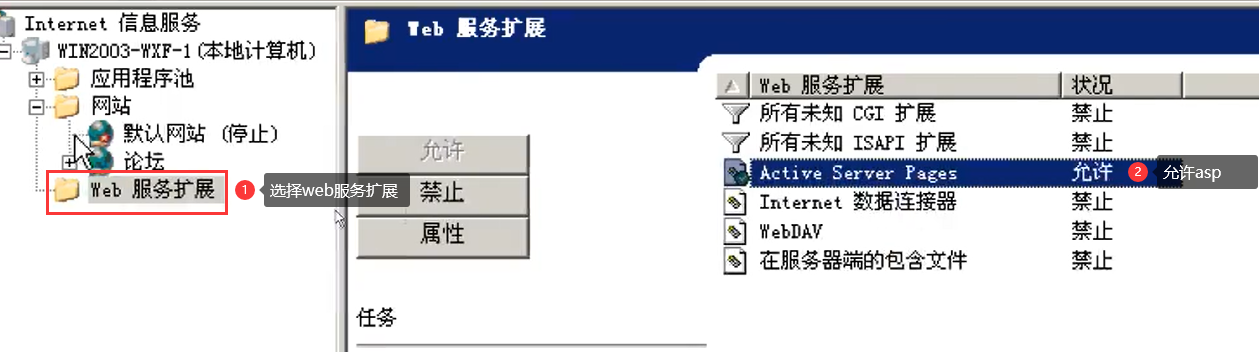 Internet 信息服务
WIN2003-WXF-1(本地计算机)
应用程序池
网站
默认网站 (停止)
论坛
Web 服务扩展
1 选择web服务扩展
Web 服务扩展
允许
禁止
属性
任务
Web 服务扩展 状况
所有未知 CGI 扩展 禁止
所有未知 ISAPI 扩展 禁止
Active Server Pages 允许 2 允许asp
Internet 数据连接器 禁止
WebDAV 禁止
在服务器端的包含文件 禁止